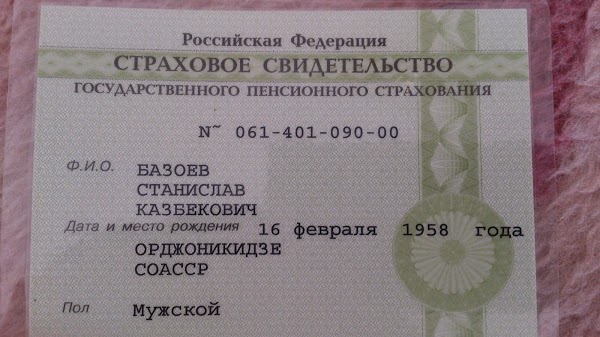 Российская Федерация
СТРАХОВОЕ СВИДЕТЕЛЬСТВО
ГОСУДАРСТВЕННОГО ПЕНСИОННОГО СТРАХОВАНИЯ
N~ 061-401-090-00
Ф.И.О. БАЗОЕВ
СТАНИСЛАВ
КАЗБЕКОВИЧ
Дата и место рождения 16 февраля 1958 года
ОРДЖОНИКИДЗЕ
СОАССР
Пол Мужской